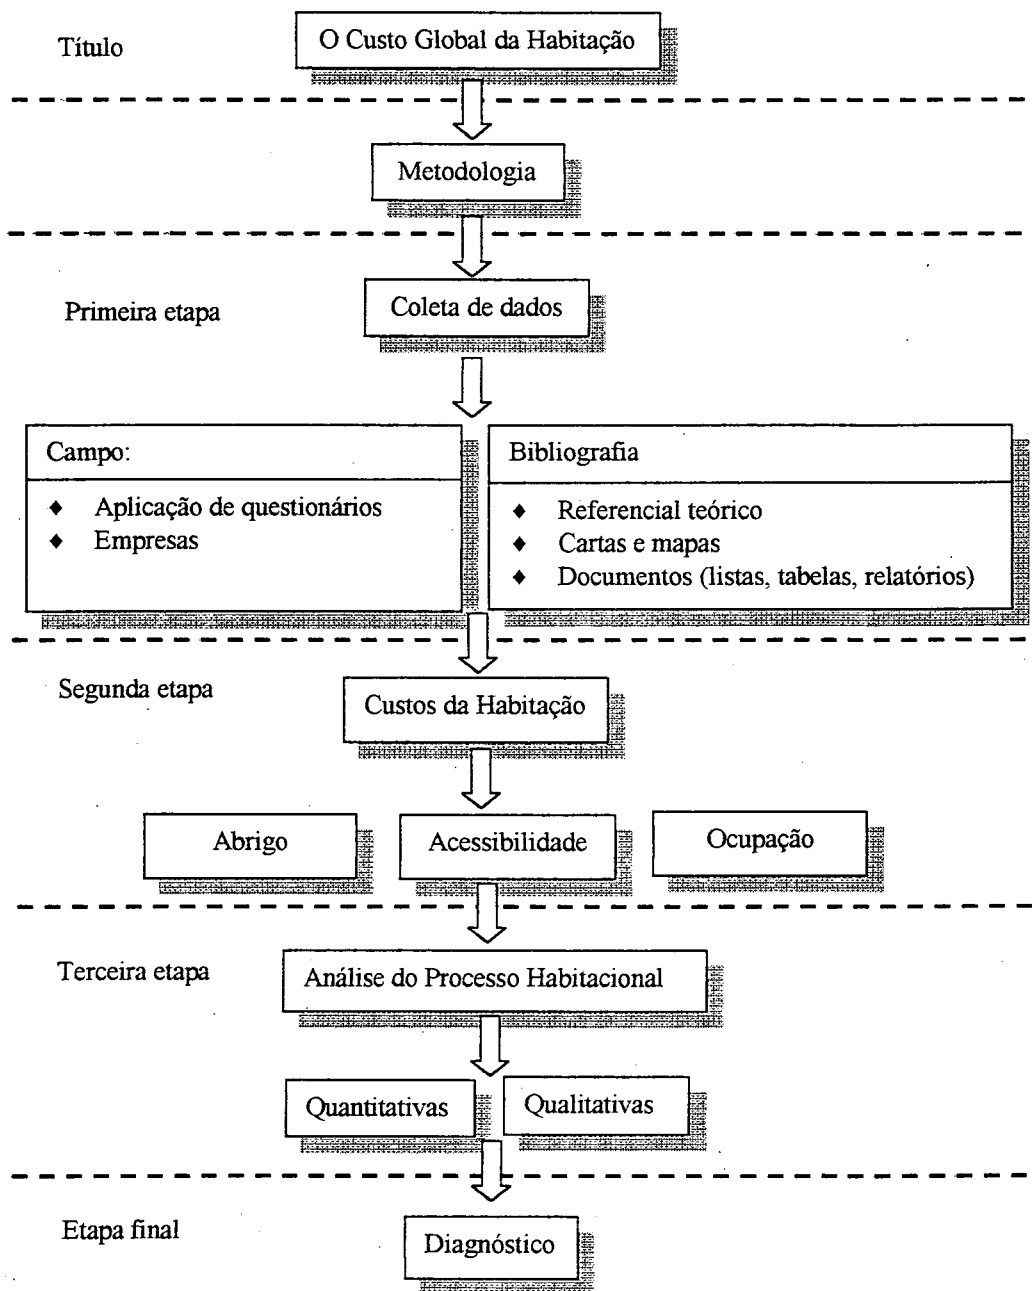 Título
O Custo Global da Habitação
Metodologia
Primeira etapa
Coleta de dados
Campo:
♦ Aplicação de questionários
♦ Empresas
Bibliografia
♦ Referencial teórico
♦ Cartas e mapas
♦ Documentos (listas, tabelas, relatórios)
Segunda etapa
Custos da Habitação
Abrigo
Acessibilidade
Ocupação
Terceira etapa
Análise do Processo Habitacional
Quantitativas
Qualitativas
Etapa final
Diagnóstico